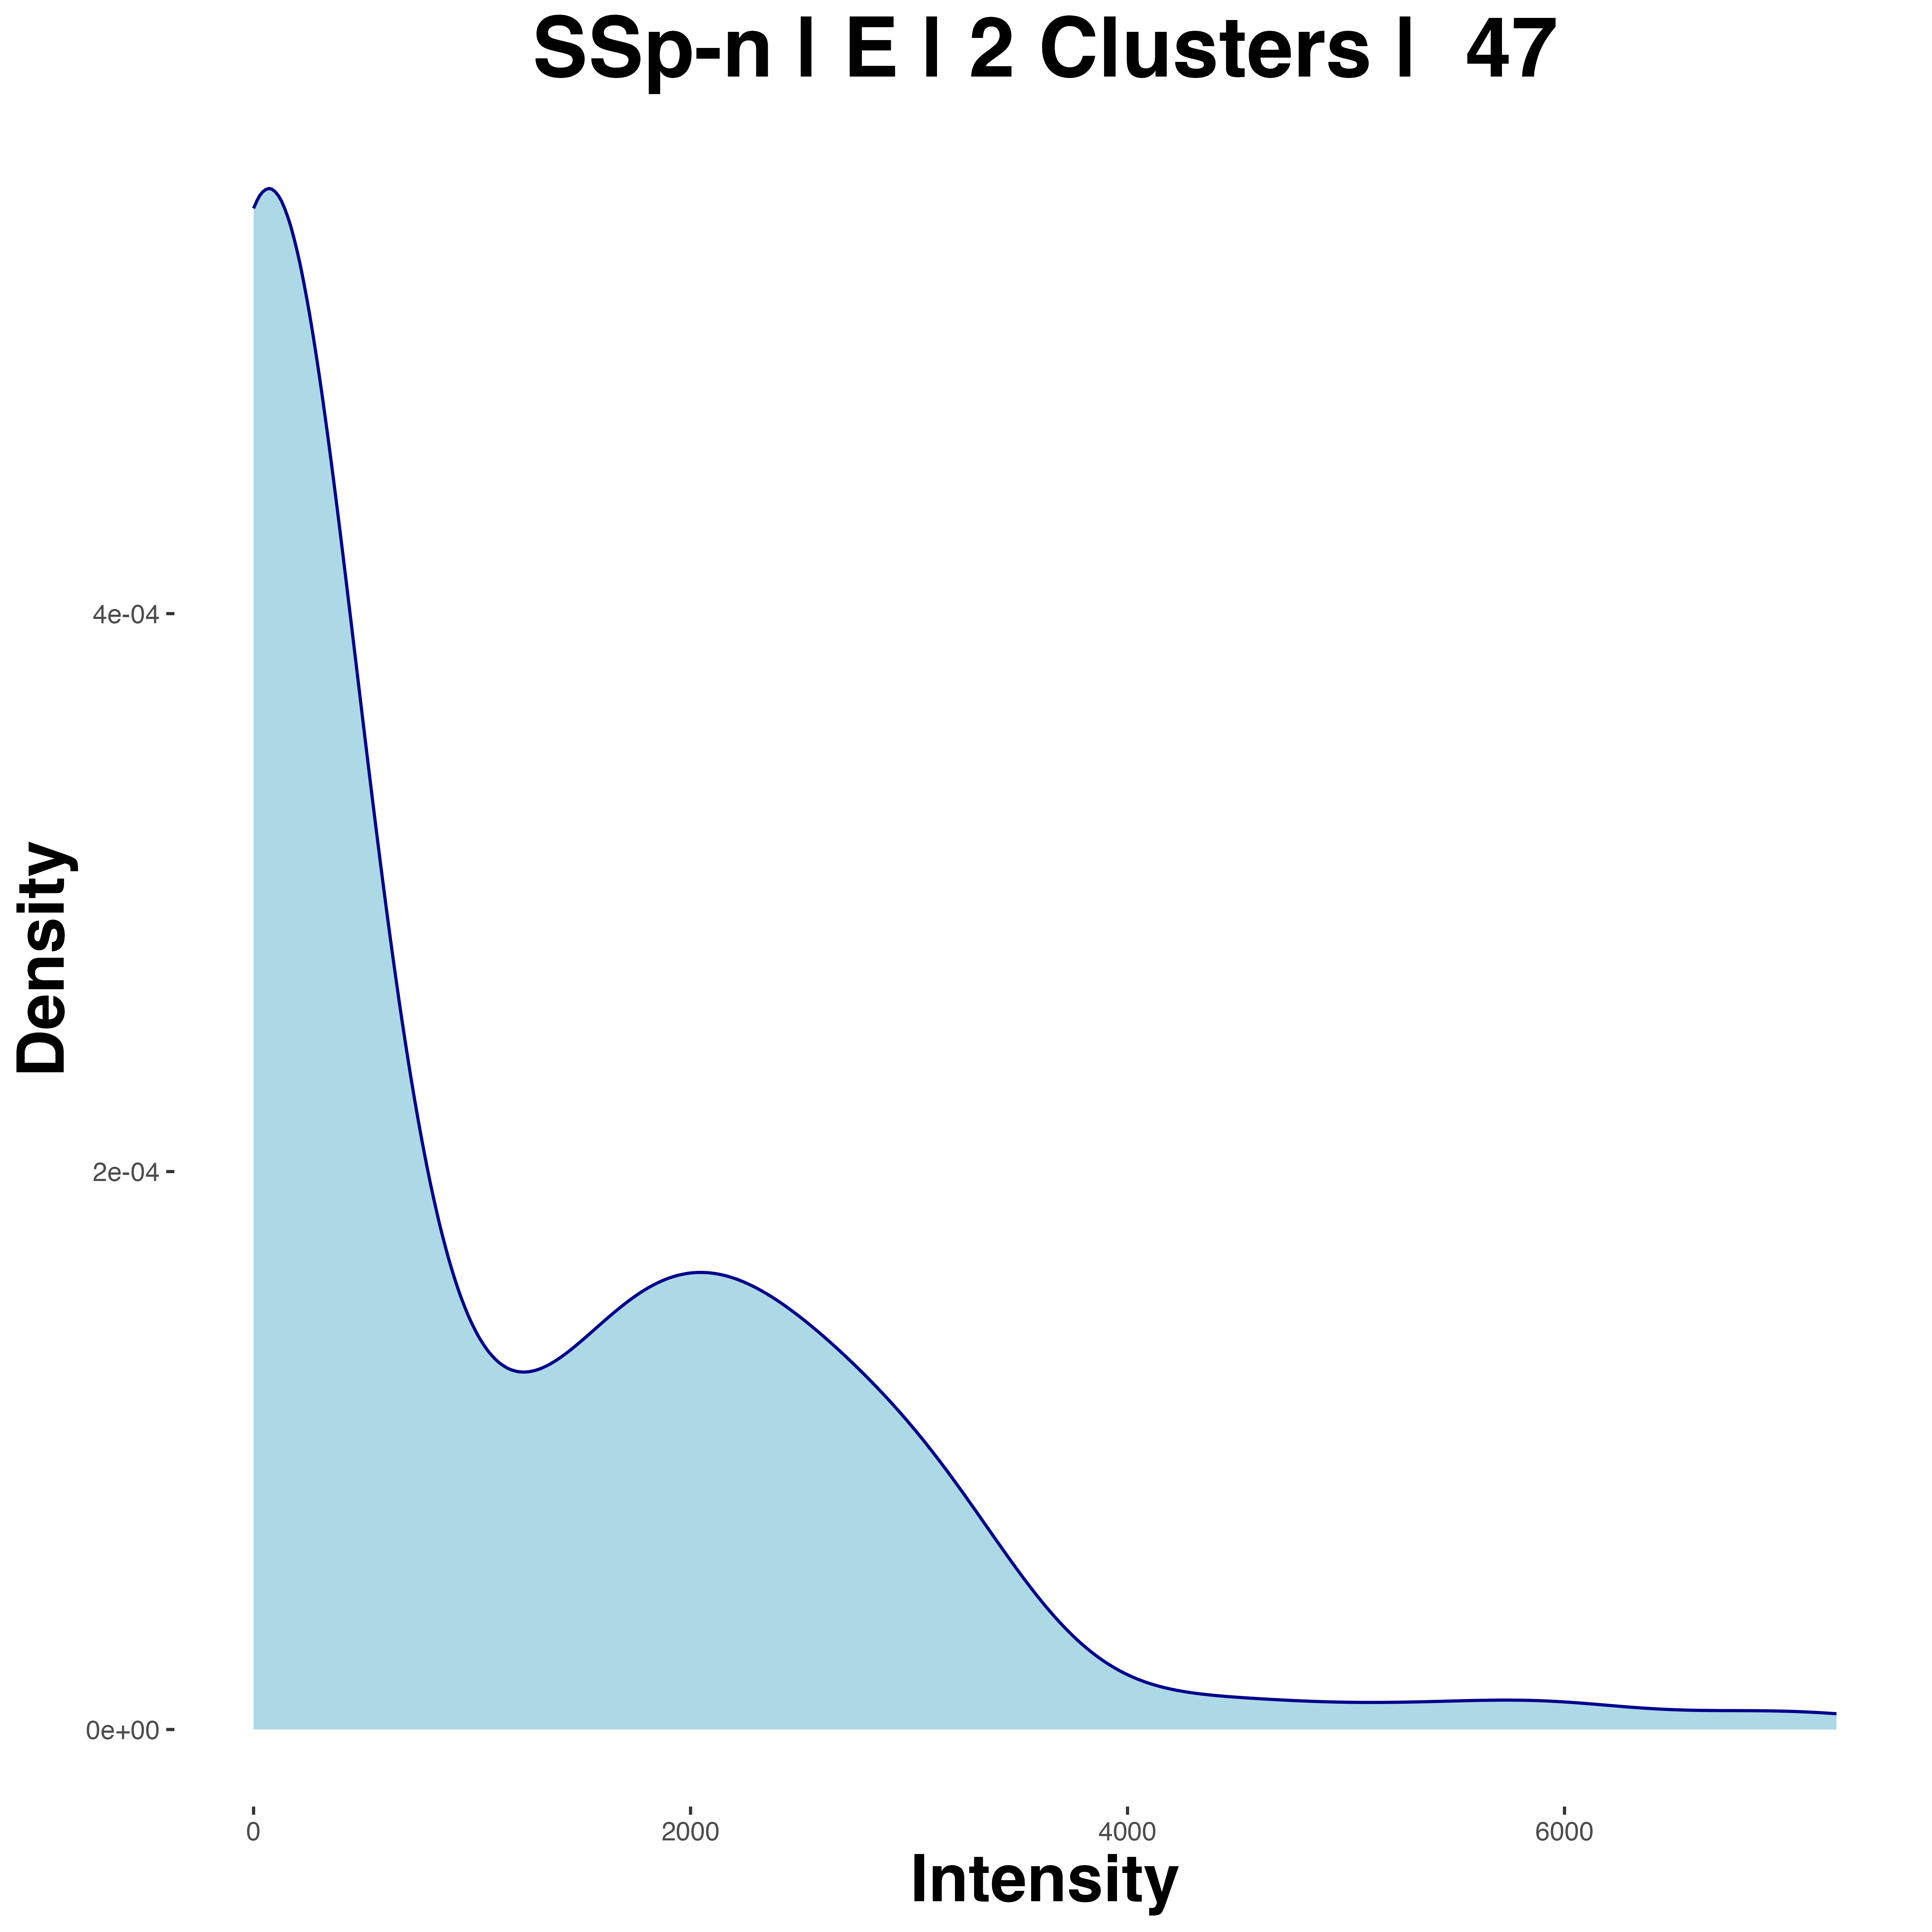 SSp-n | E | 2 Clusters |  47
Density
4e-04
2e-04
0e+00
0 2000 4000 6000
Intensity